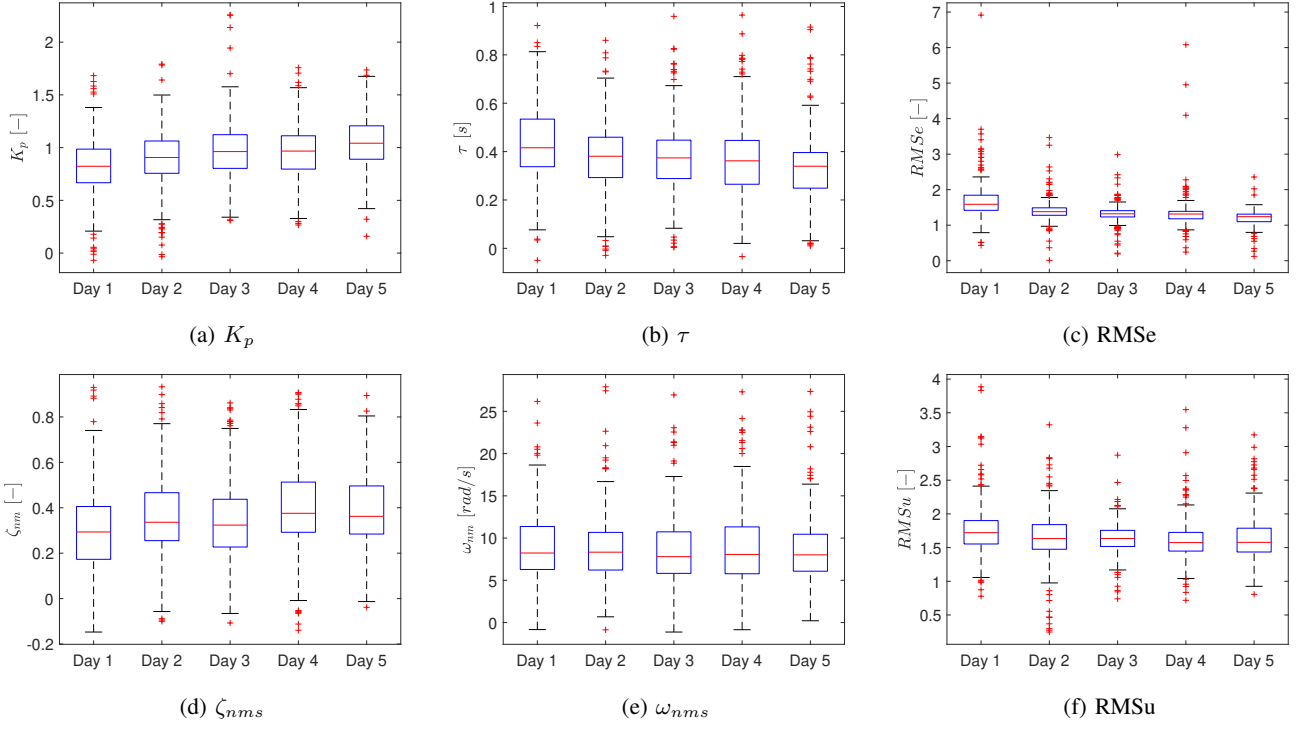 2
1.5
1
0.5
0
K_p [−]
Day 1 Day 2 Day 3 Day 4 Day 5
(a) K_p
1
0.8
0.6
0.4
0.2
0
τ [s]
Day 1 Day 2 Day 3 Day 4 Day 5
(b) τ
7
6
5
4
3
2
1
0
RMSe [−]
Day 1 Day 2 Day 3 Day 4 Day 5
(c) RMSe
0.8
0.6
0.4
0.2
0
-0.2
ζ_nm [−]
Day 1 Day 2 Day 3 Day 4 Day 5
(d) ζ_nms
25
20
15
10
5
0
ω_nm [rad/s]
Day 1 Day 2 Day 3 Day 4 Day 5
(e) ω_nms
4
3.5
3
2.5
2
1.5
1
0.5
RMSu [−]
Day 1 Day 2 Day 3 Day 4 Day 5
(f) RMSu